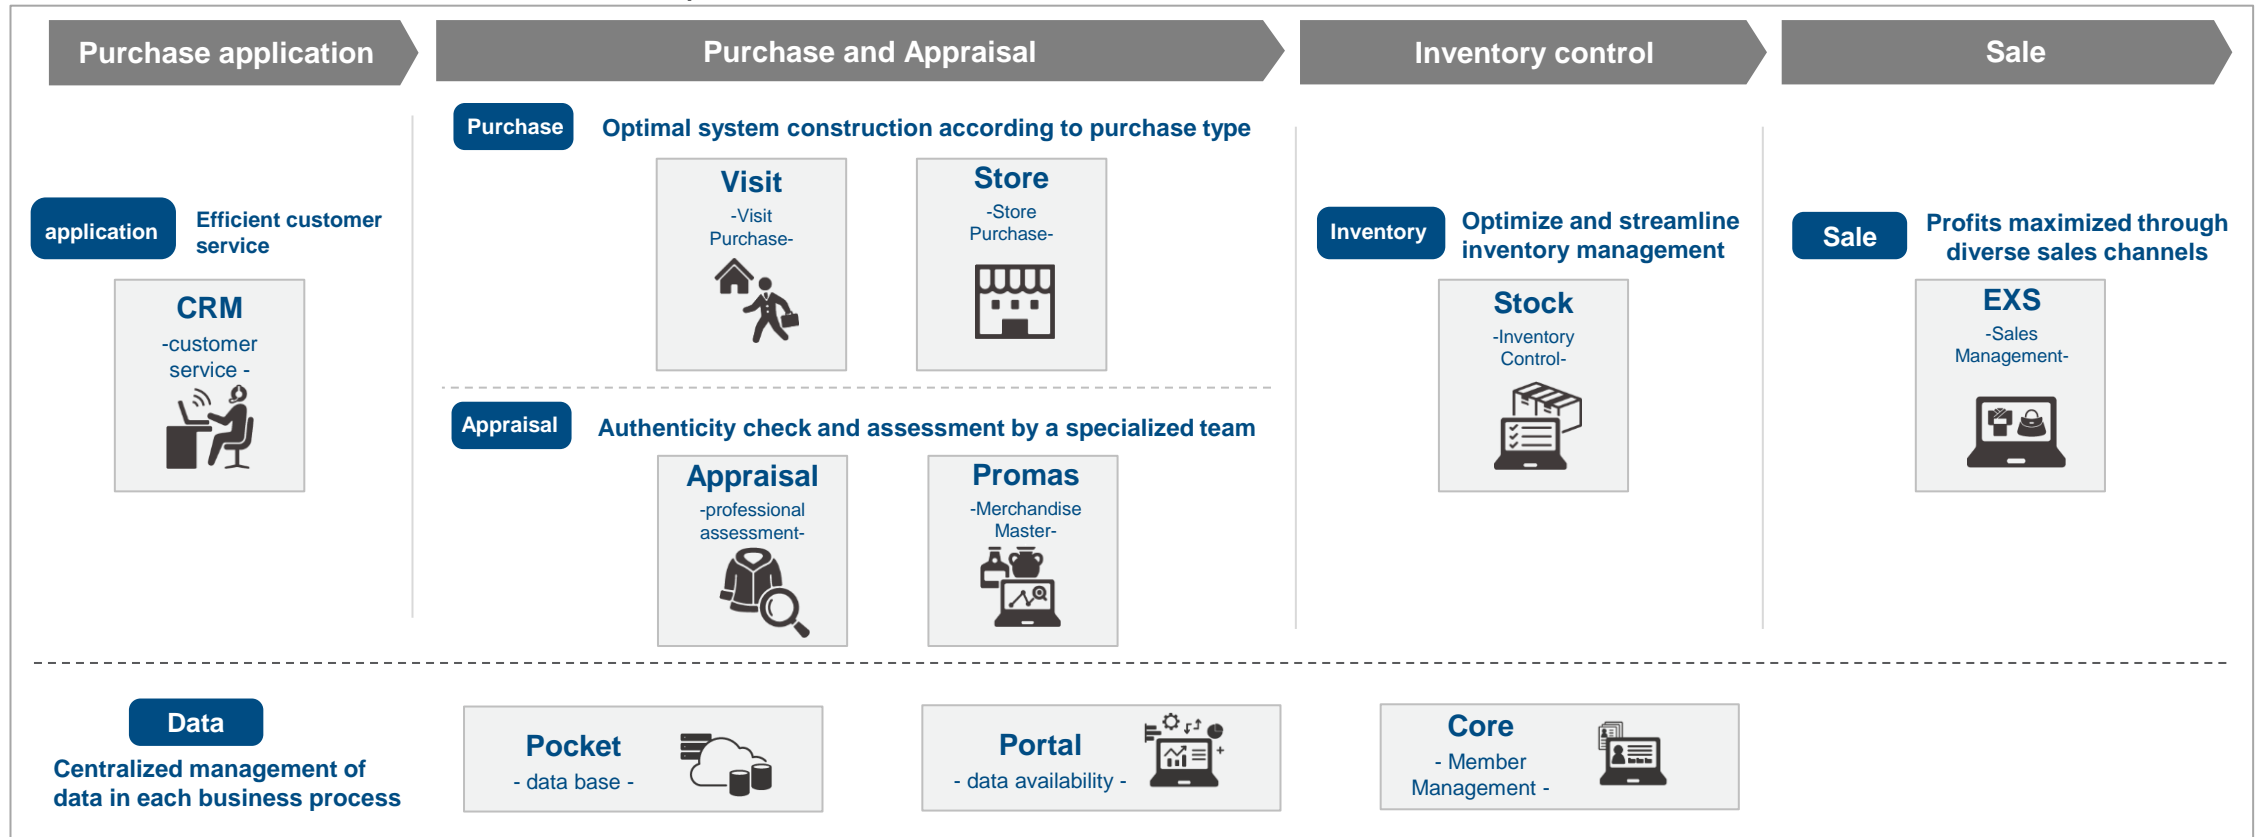 Purchase application
Purchase and Appraisal
Inventory control
Sale
application
Efficient customer
service
CRM
-customer
service -
Purchase
Optimal system construction according to purchase type
Visit
-Visit
Purchase-
Store
-Store
Purchase-
Appraisal
Authenticity check and assessment by a specialized team
Appraisal
-professional
assessment-
Promas
-Merchandise
Master-
Inventory
Optimize and streamline
inventory management
Stock
-Inventory
Control-
Sale
Profits maximized through
diverse sales channels
EXS
-Sales
Management-
Data
Centralized management of
data in each business process
Pocket
- data base -
Portal
- data availability -
Core
- Member
Management -